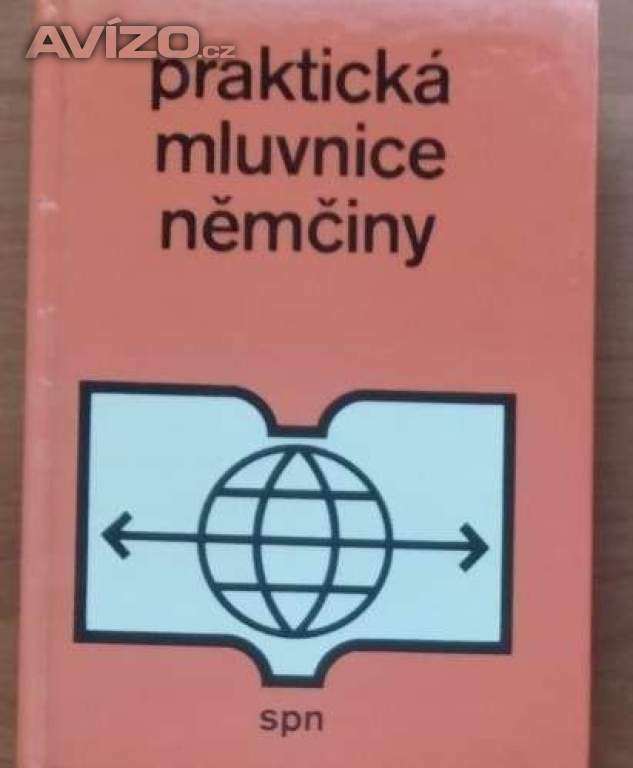 AVÍZO.cz
praktická
mluvnice
němčiny
spn